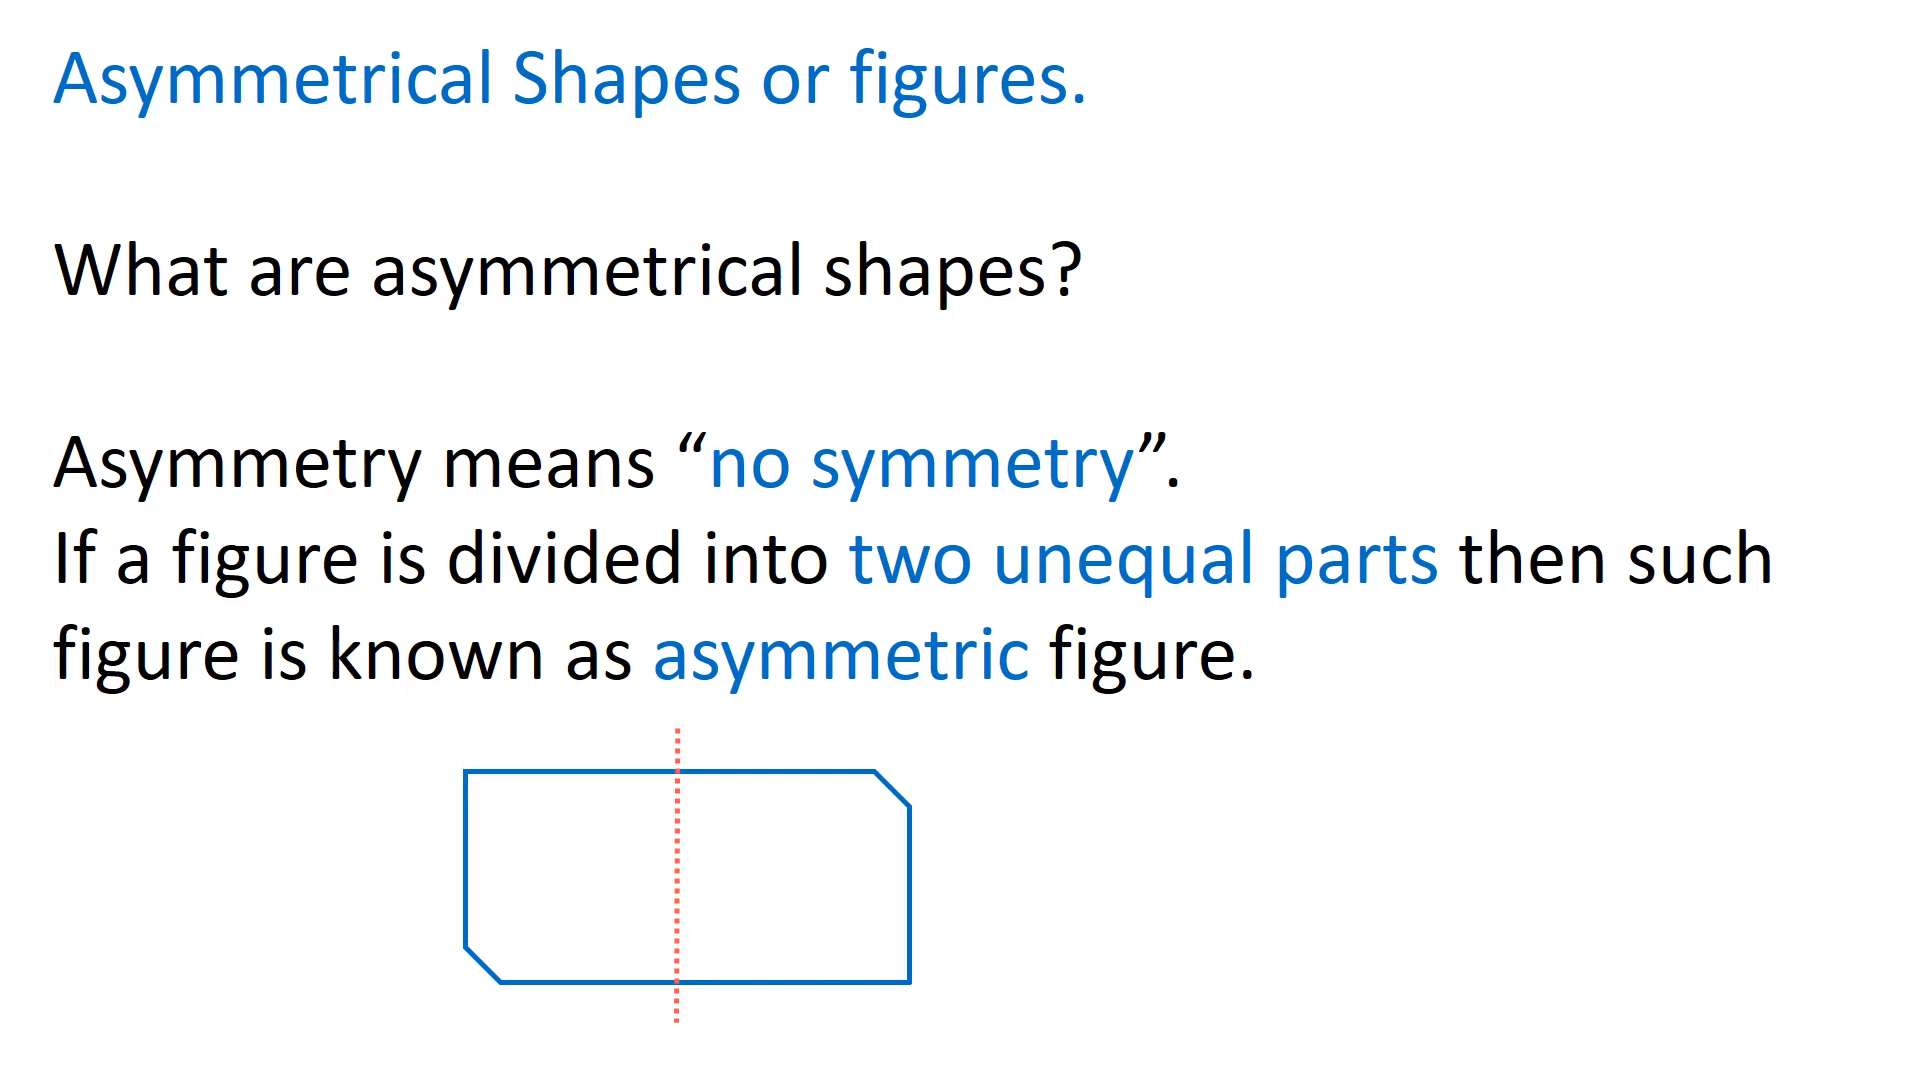 Asymmetrical Shapes or figures.
What are asymmetrical shapes?
Asymmetry means “no symmetry”.
If a figure is divided into two unequal parts then such
figure is known as asymmetric figure.